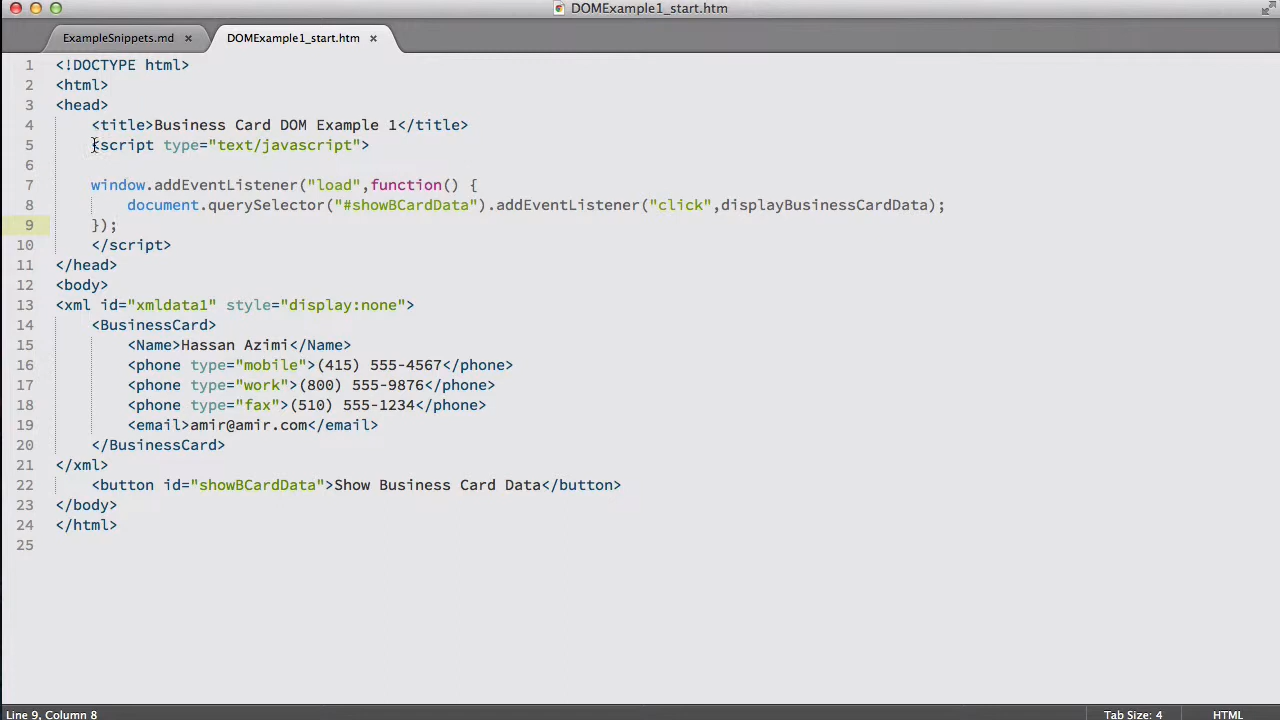 DOMExample1_start.htm
ExampleSnippets.md × DOMExample1_start.htm ×
1 <!DOCTYPE html>
2 <html>
3 <head>
4     <title>Business Card DOM Example 1</title>
5     <script type="text/javascript">
6
7     window.addEventListener("load",function() {
8         document.querySelector("#showBCardData").addEventListener("click",displayBusinessCardData);
9     });
10     </script>
11 </head>
12 <body>
13 <xml id="xmldata1" style="display:none">
14     <BusinessCard>
15         <Name>Hassan Azimi</Name>
16         <phone type="mobile">(415) 555-4567</phone>
17         <phone type="work">(800) 555-9876</phone>
18         <phone type="fax">(510) 555-1234</phone>
19         <email>amir@amir.com</email>
20     </BusinessCard>
21 </xml>
22     <button id="showBCardData">Show Business Card Data</button>
23 </body>
24 </html>
25
Line 9, Column 8 Tab Size: 4 HTML